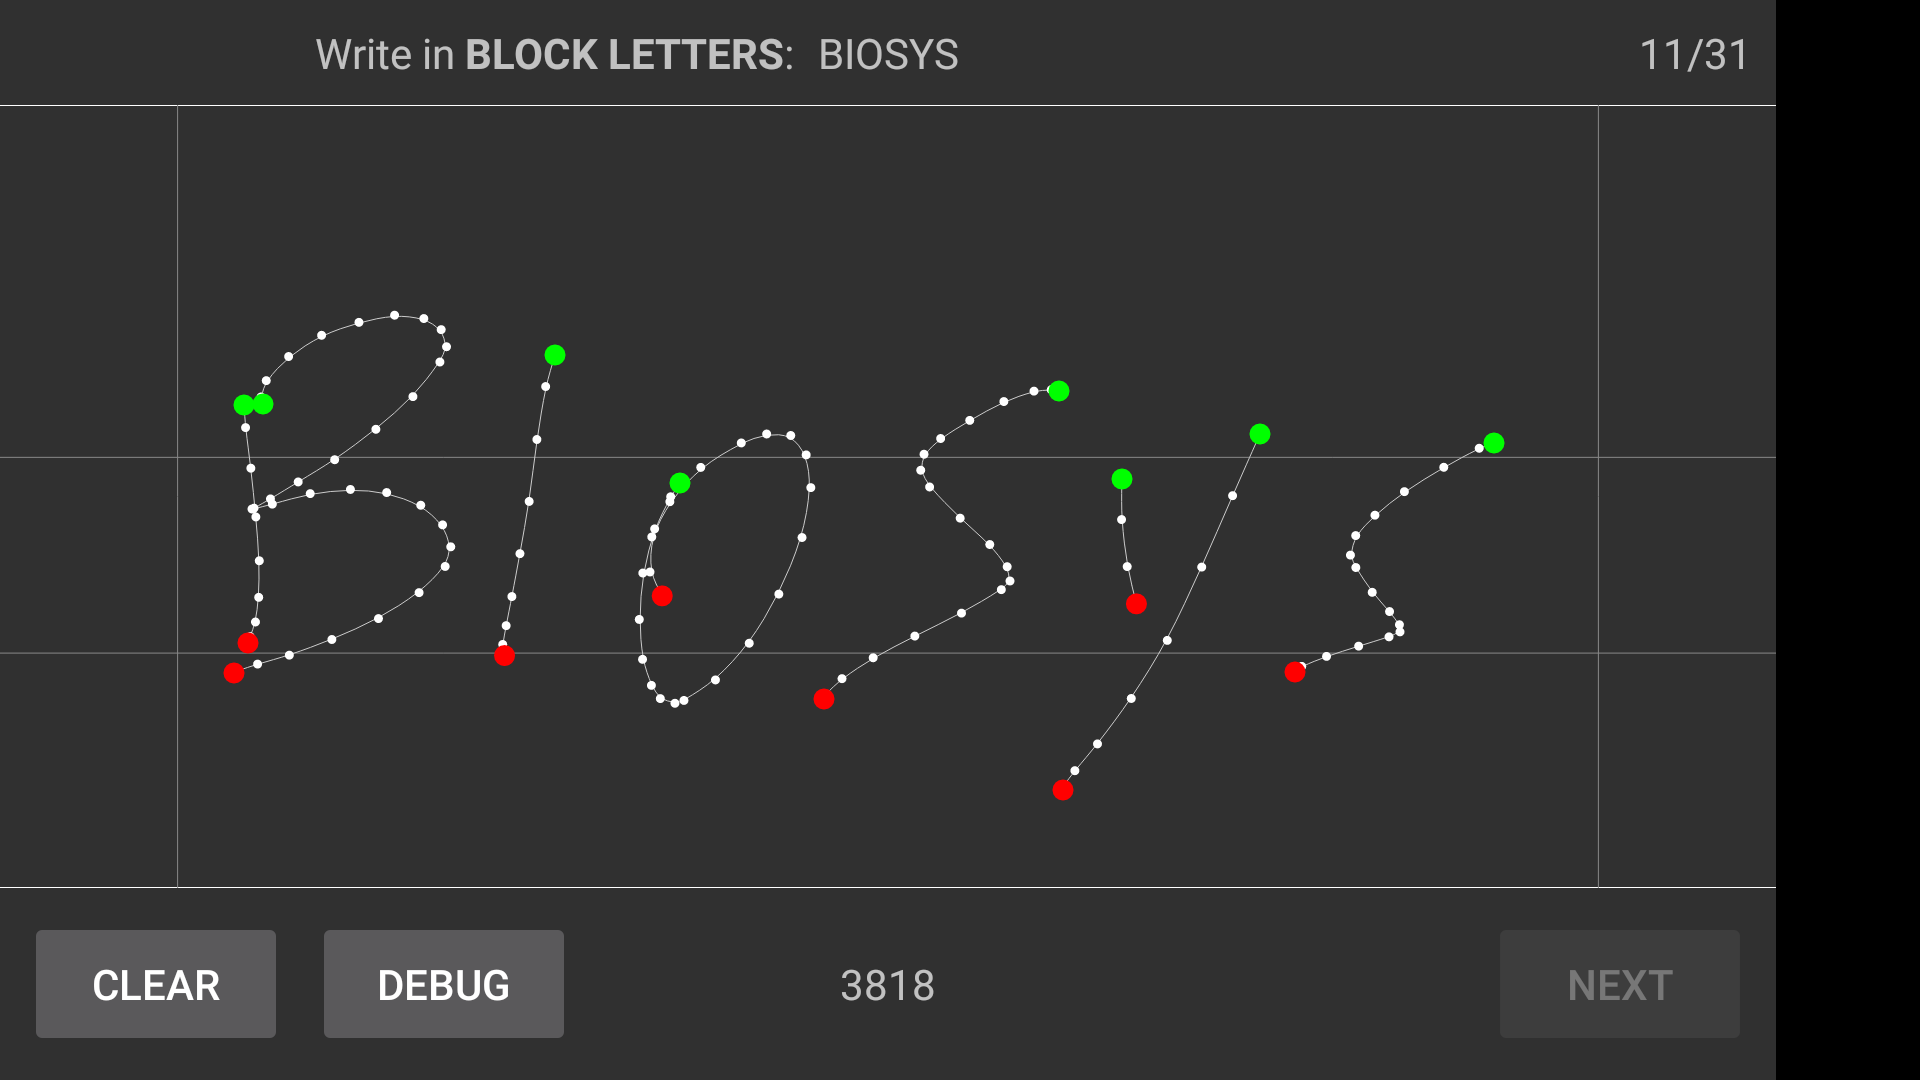 Write in BLOCK LETTERS: BIOSYS 11/31
BIOSYS
CLEAR DEBUG 3818 NEXT